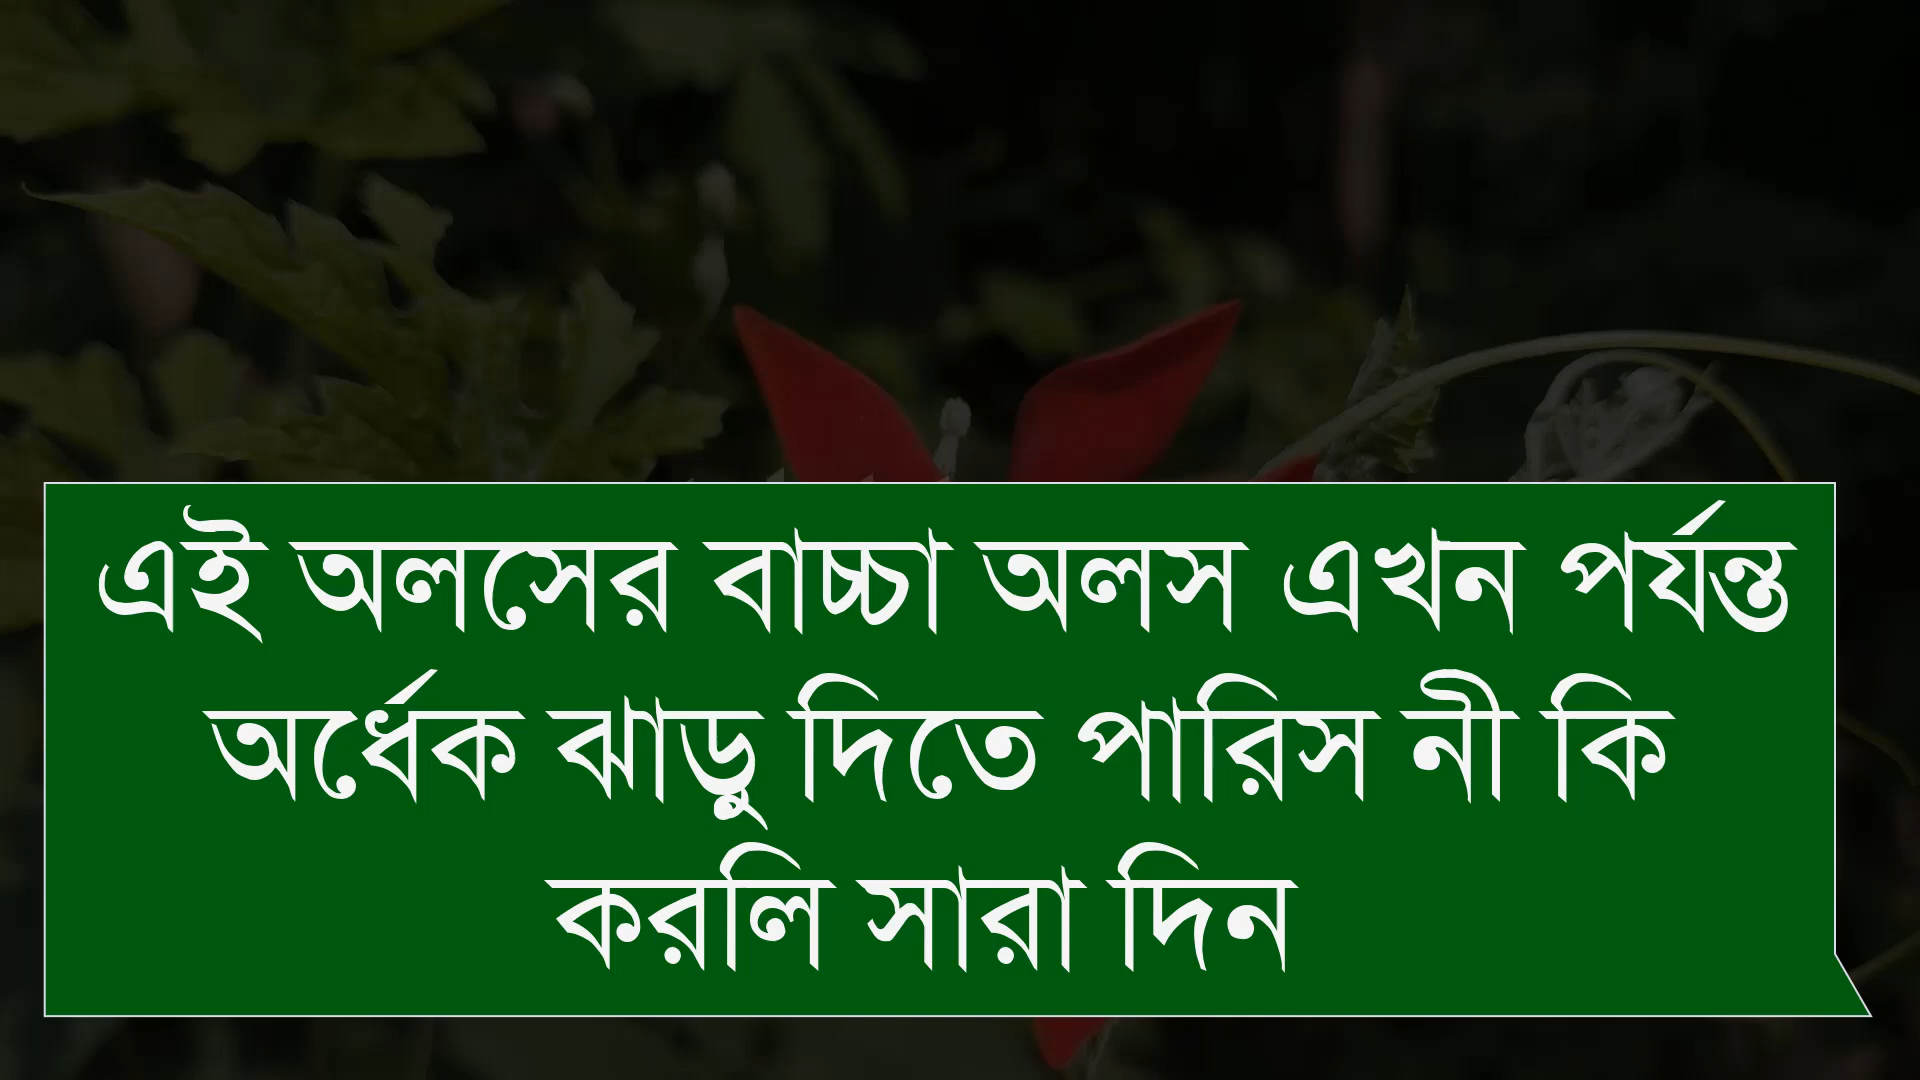 এই অলসের বাচ্চা অলস এখন পর্যন্ত
অর্ধেক ঝাড়ু দিতে পারিস নী কি
করলি সারা দিন